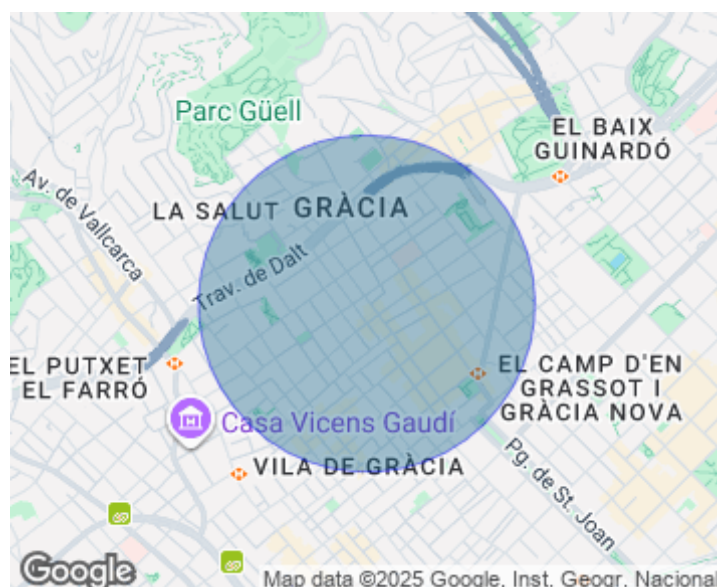 Parc Güell
EL BAIX
GUINARDÓ
Av. de Vallcarca
LA SALUT
GRÀCIA
Trav. de Dalt
EL PUTXET
EL FARRÓ
EL CAMP D'EN
GRASSOT I
GRÀCIA NOVA
Casa Vicens Gaudí
VILA DE GRÀCIA
Pg. de St. Joan
Google
Map data ©2025 Google, Inst. Geogr. Nacional